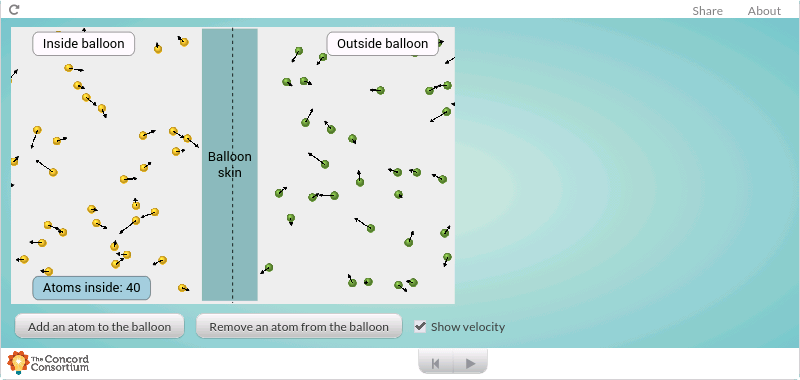 Share About
Inside balloon
Outside balloon
Balloon
skin
Atoms inside: 40
Add an atom to the balloon
Remove an atom from the balloon
Show velocity
The Concord
Consortium